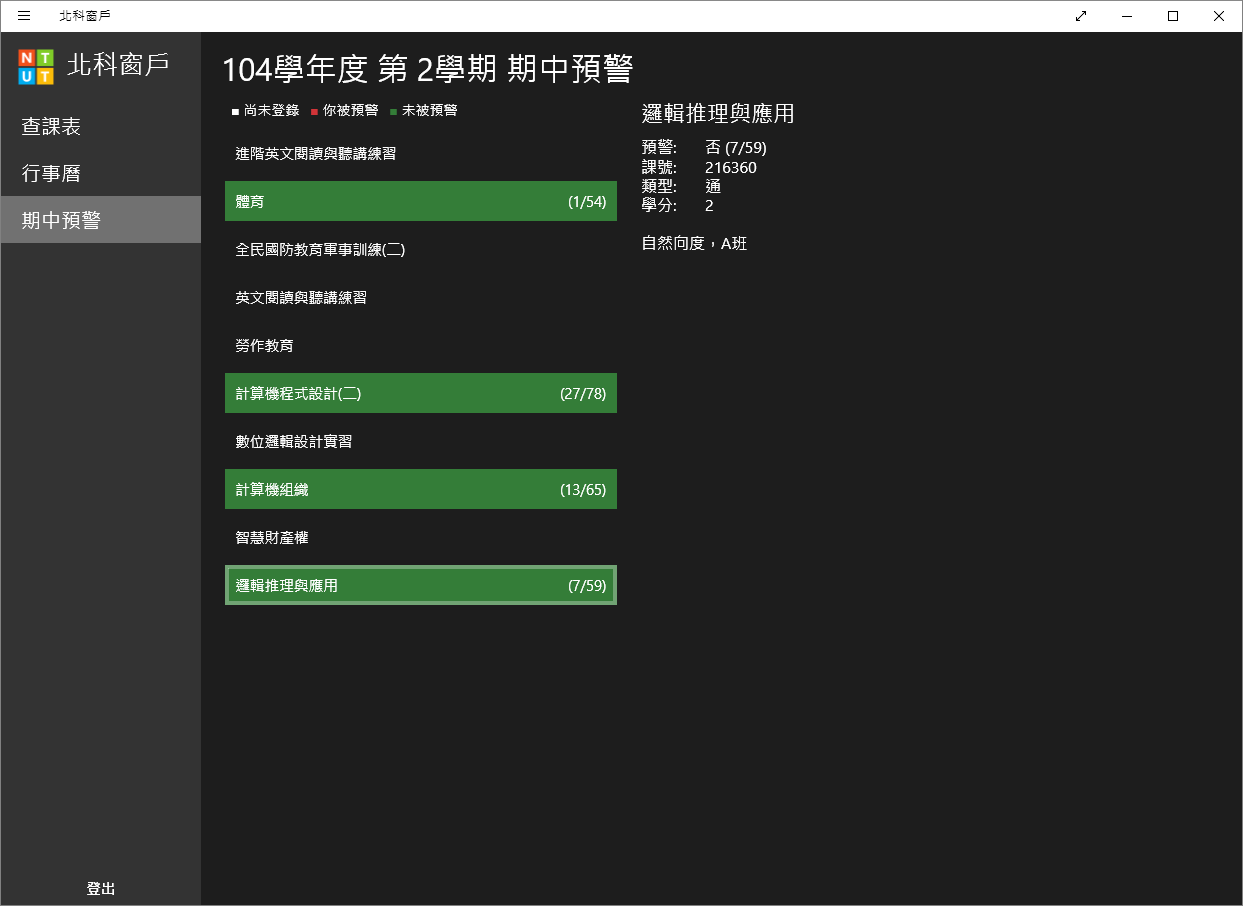 北科窗戶
NT
UT
北科窗戶
查課表
行事曆
期中預警
登出
104學年度 第 2學期 期中預警
尚未登錄 你被預警 未被預警
進階英文閱讀與聽講練習
體育 (1/54)
全民國防教育軍事訓練(二)
英文閱讀與聽講練習
勞作教育
計算機程式設計(二) (27/78)
數位邏輯設計實習
計算機組織 (13/65)
智慧財產權
邏輯推理與應用 (7/59)
邏輯推理與應用
預警: 否 (7/59)
課號: 216360
類型: 通
學分: 2
自然向度，A班